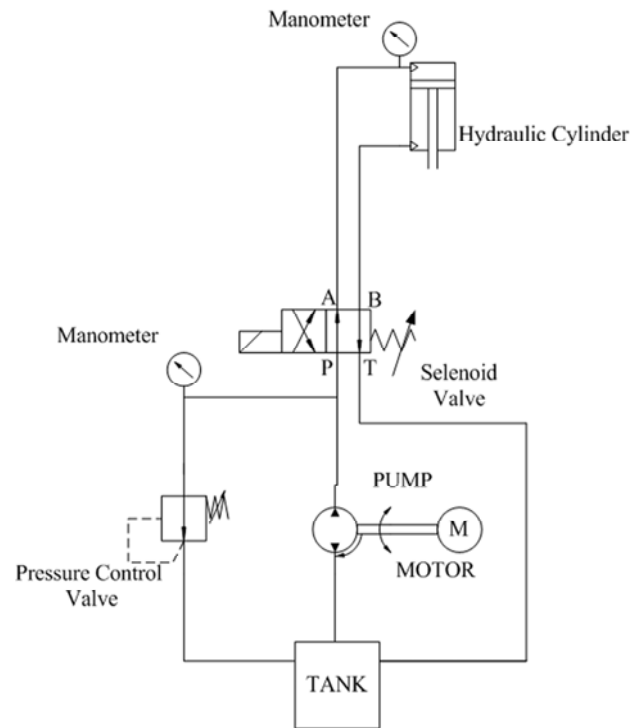 Manometer
Hydraulic Cylinder
A B
Manometer
P T
Selenoid
Valve
PUMP
M
MOTOR
Pressure Control
Valve
TANK